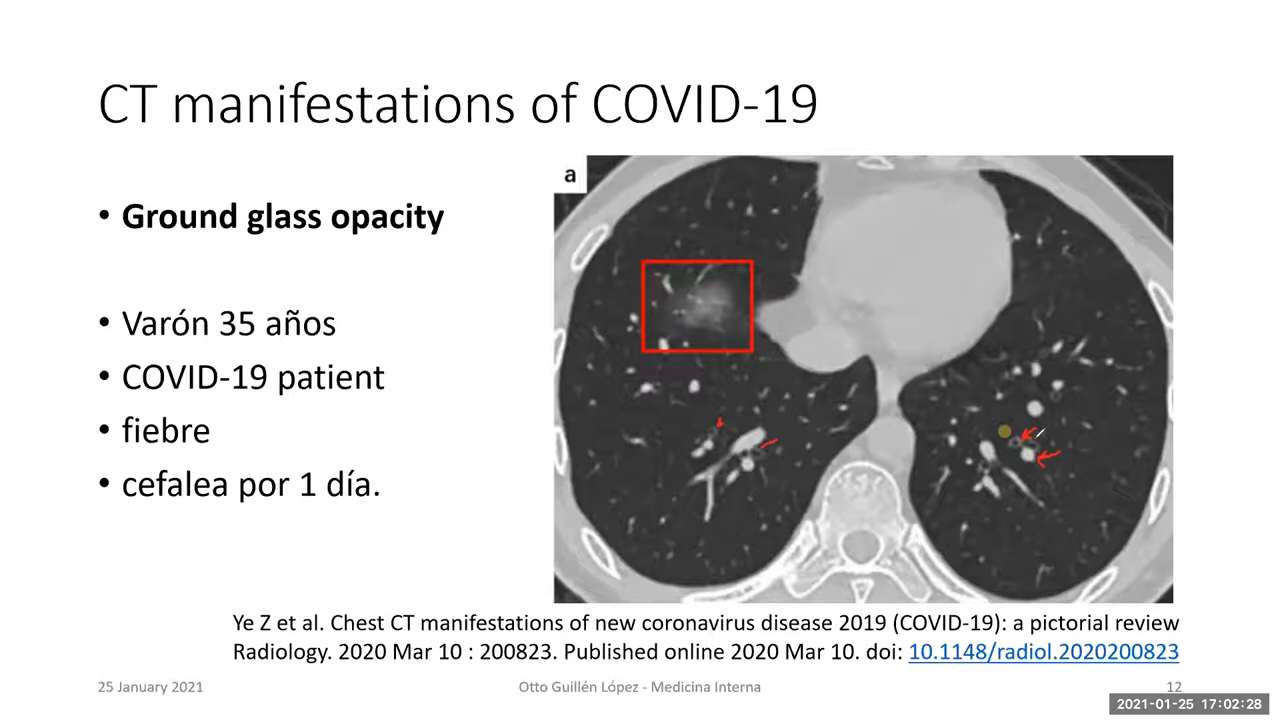 CT manifestations of COVID-19
• Ground glass opacity
• Varón 35 años
• COVID-19 patient
• fiebre
• cefalea por 1 día.
a
Ye Z et al. Chest CT manifestations of new coronavirus disease 2019 (COVID-19): a pictorial review
Radiology. 2020 Mar 10 : 200823. Published online 2020 Mar 10. doi: 10.1148/radiol.2020200823
25 January 2021
Otto Guillén López - Medicina Interna
12
2021-01-25 17:02:28